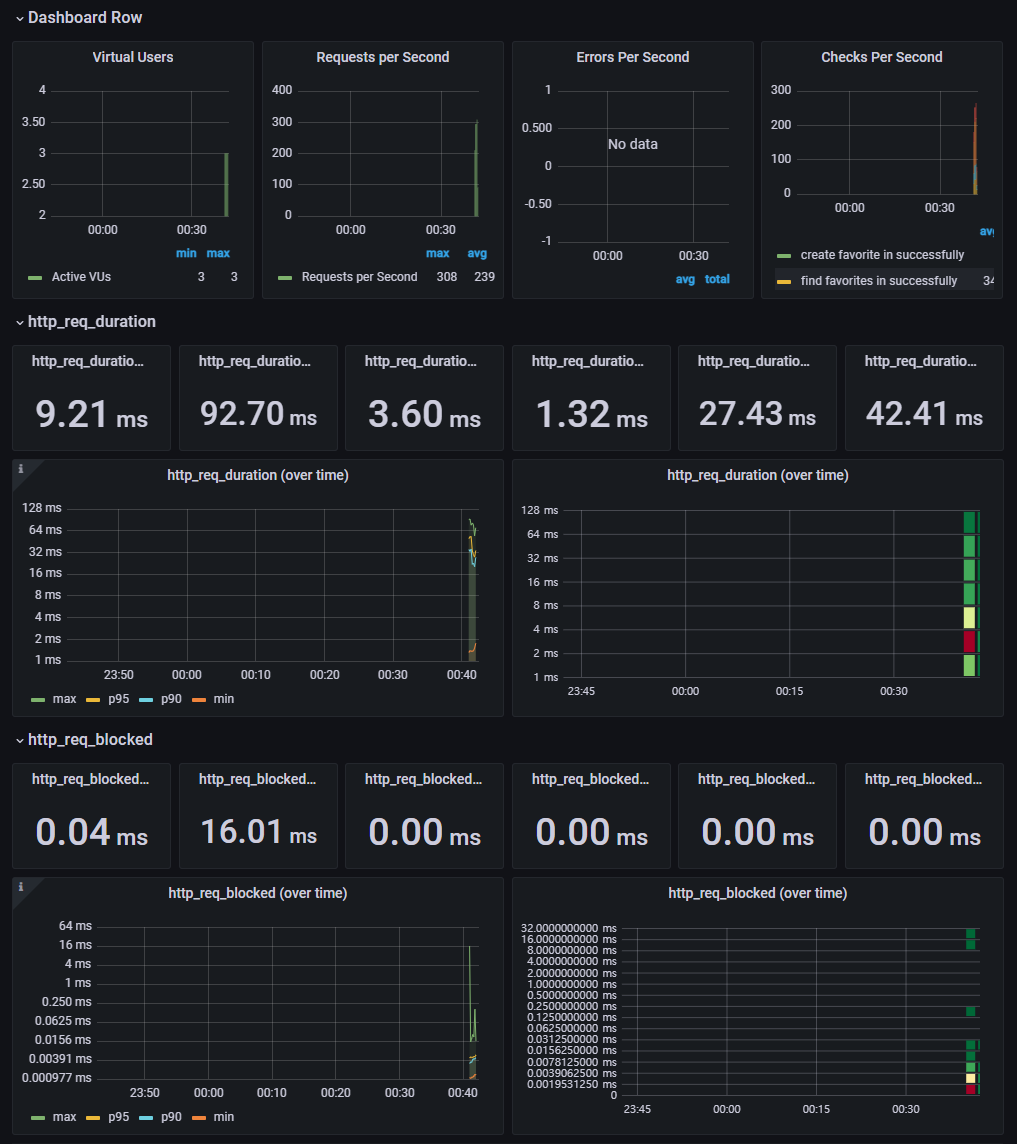 Dashboard Row
Virtual Users
4
3.50
3
2.50
2
00:00 00:30
min max
Active VUs 3 3
Requests per Second
400
300
200
100
0
00:00 00:30
max avg
Requests per Second 308 239
Errors Per Second
1
0.500
0
-0.50
-1
No data
00:00 00:30
avg total
Checks Per Second
300
200
100
0
00:00 00:30
create favorite in successfully
find favorites in successfully
http_req_duration
http_req_duratio... http_req_duratio... http_req_duratio... http_req_duratio... http_req_duratio... http_req_duratio...
9.21 ms 92.70 ms 3.60 ms 1.32 ms 27.43 ms 42.41 ms
http_req_duration (over time)
128 ms
64 ms
32 ms
16 ms
8 ms
4 ms
2 ms
1 ms
23:50 00:00 00:10 00:20 00:30 00:40
max p95 p90 min
http_req_duration (over time)
128 ms
64 ms
32 ms
16 ms
8 ms
4 ms
2 ms
1 ms
23:45 00:00 00:15 00:30
http_req_blocked
http_req_blocked... http_req_blocked... http_req_blocked... http_req_blocked... http_req_blocked... http_req_blocked...
0.04 ms 16.01 ms 0.00 ms 0.00 ms 0.00 ms 0.00 ms
http_req_blocked (over time)
64 ms
16 ms
4 ms
1 ms
0.250 ms
0.0625 ms
0.0156 ms
0.00391 ms
0.000977 ms
23:50 00:00 00:10 00:20 00:30 00:40
max p95 p90 min
http_req_blocked (over time)
32.0000000000 ms
16.0000000000 ms
8.0000000000 ms
4.0000000000 ms
2.0000000000 ms
1.0000000000 ms
0.5000000000 ms
0.2500000000 ms
0.1250000000 ms
0.0625000000 ms
0.0312500000 ms
0.0156250000 ms
0.0078125000 ms
0.0039062500 ms
0.0019531250 ms
0
23:45 00:00 00:15 00:30